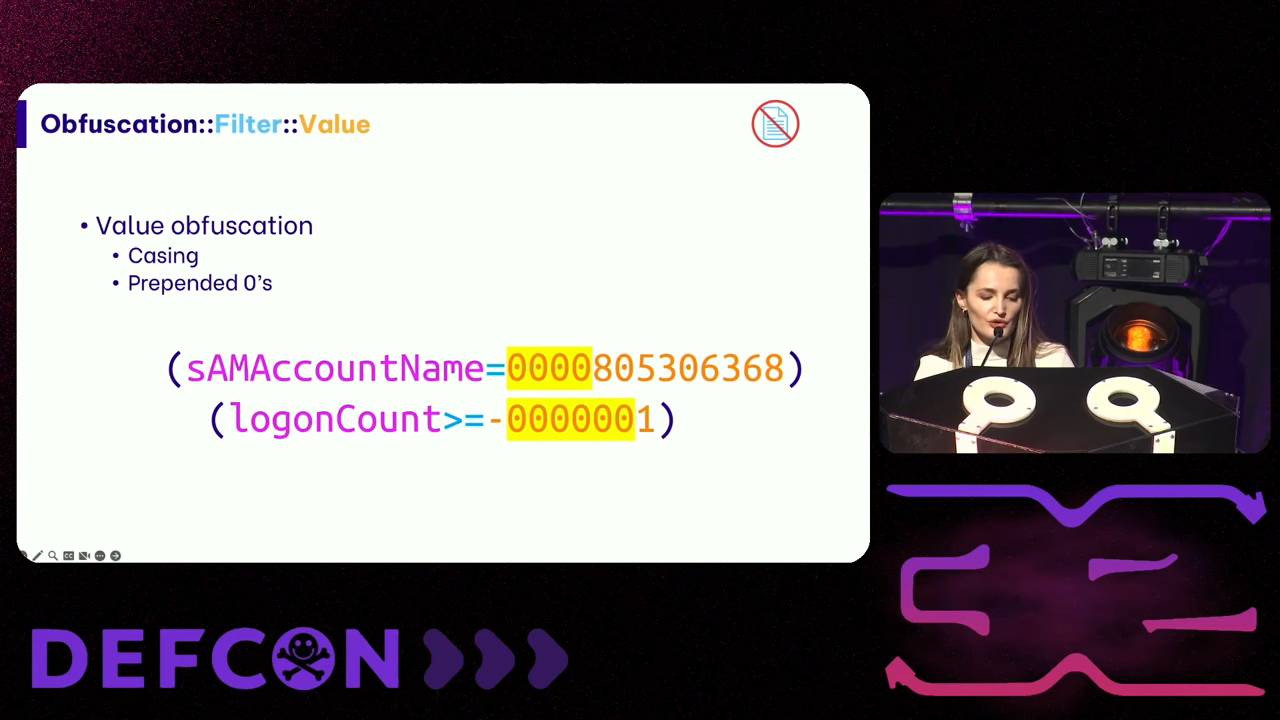 Obfuscation::Filter::Value
• Value obfuscation
• Casing
• Prepended 0's
(sAMAccountName=0000805306368)
(logonCount>=-0000001)
DEFCON